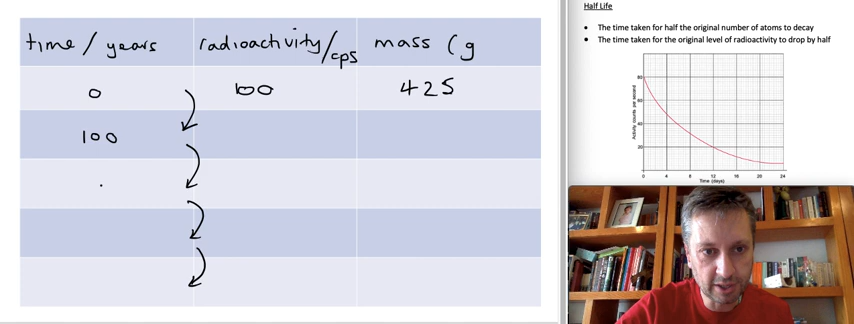 time / years radioactivity/cps mass (g
0 100 425
100
Half Life
The time taken for half the original number of atoms to decay
The time taken for the original level of radioactivity to drop by half
Activity counts per second
80
60
40
20
0 4 8 12 16 20 24
Time (days)